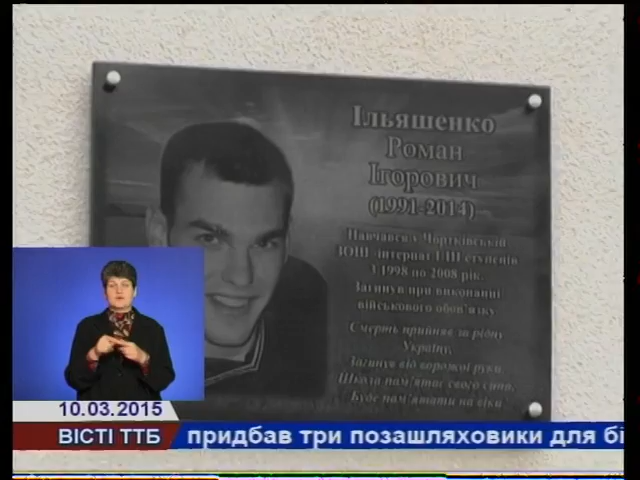 Ільяшенко
Роман
Ігорович
(1991-2014)
Навчався у Чортківській
ЗОШ -інтернат І-ІІІ ступенів
З 1998 по 2008 рік.
Загинув при виконанні
військового обов'язку
Смерть прийняв за рідну
Україну,
Загинув від ворожої руки.
Школа пам'ятає свого сина,
Буде пам'ятати на віки
10.03.2015
ВІСТІ ТТБ
придбав три позашляховики для бі